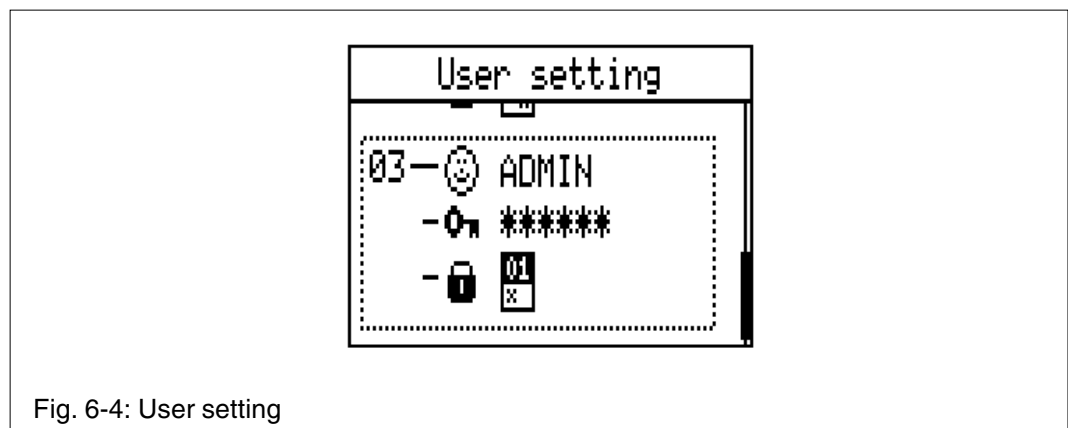 User setting
03 ADMIN
******
01
x
Fig. 6-4: User setting